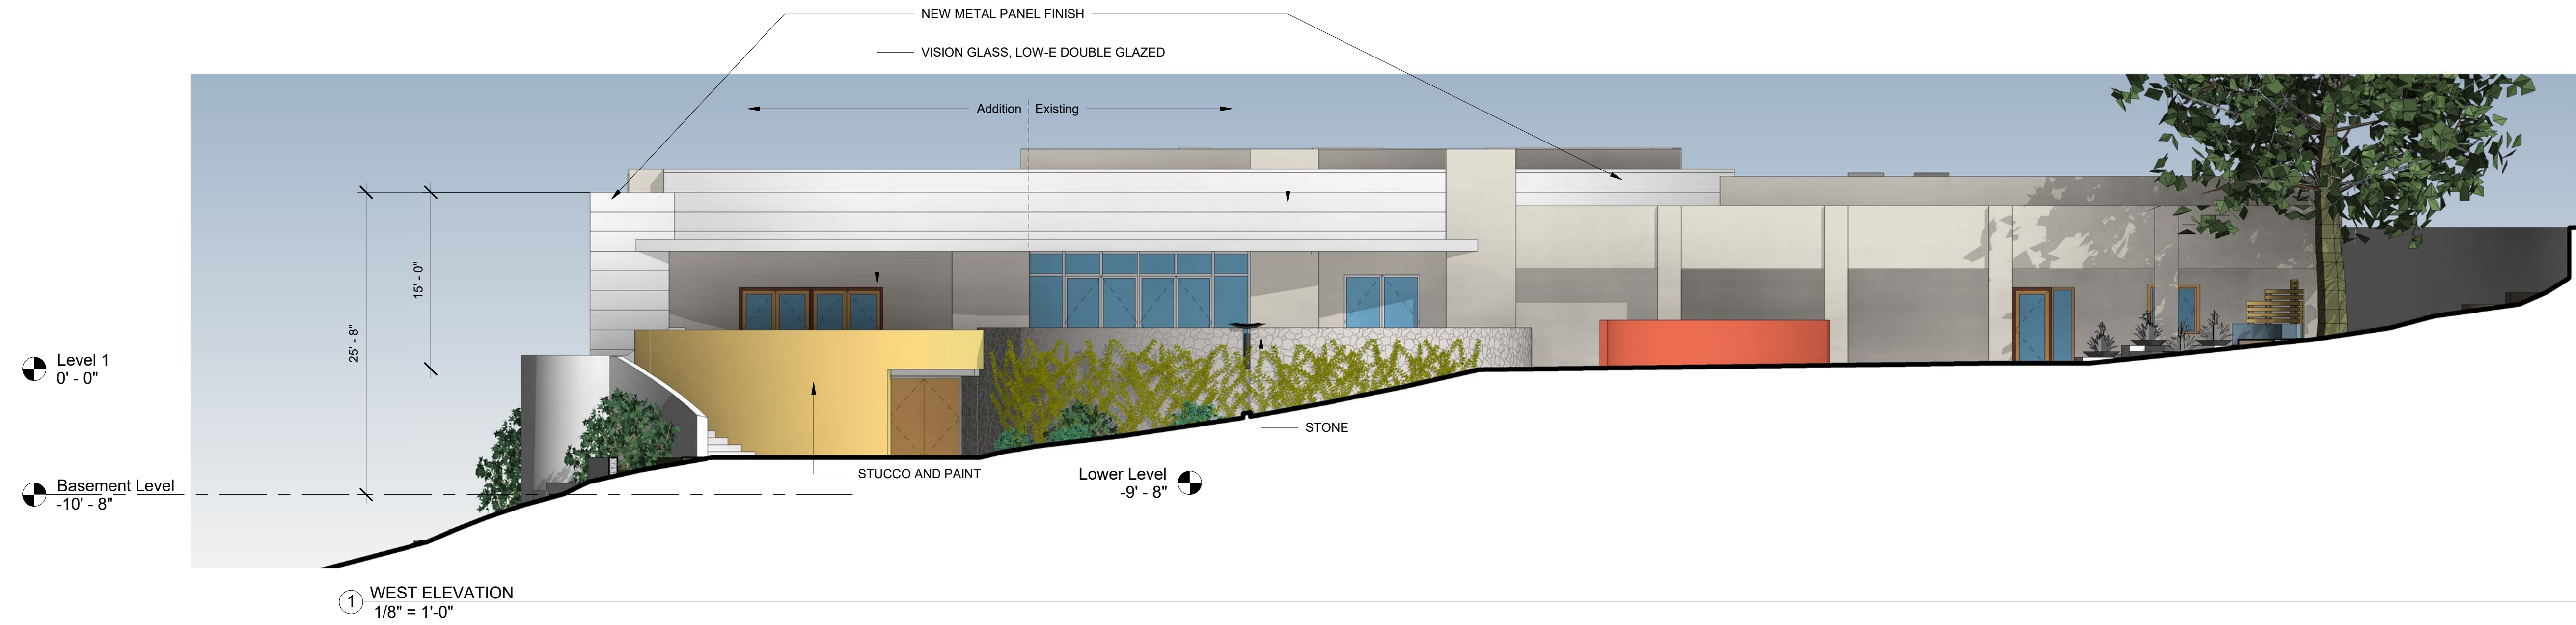 NEW METAL PANEL FINISH
VISION GLASS, LOW-E DOUBLE GLAZED
Addition Existing
15' - 0"
25' - 8"
Level 1
0' - 0"
STONE
STUCCO AND PAINT
Lower Level
-9' - 8"
Basement Level
-10' - 8"
1 WEST ELEVATION
1/8" = 1'-0"